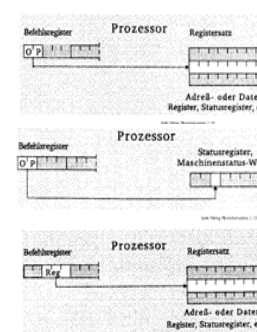 Prozessor
Befehlsregister
Registersatz
O P
Adreß- oder Date
Register, Statusregister,
Prozessor
Befehlsregister
Statusregister,
Maschinenstatus-W
O P
Prozessor
Befehlsregister
Registersatz
Reg
Adreß- oder Date
Register, Statusregister, e